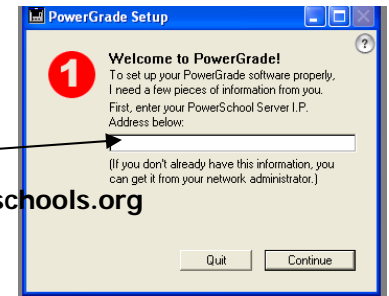 PowerGrade Setup
?
1
Welcome to PowerGrade!
To set up your PowerGrade software properly,
I need a few pieces of information from you.
First, enter your PowerSchool Server I.P.
Address below:
(If you don't already have this information, you
can get it from your network administrator.)
schools.org
Quit
Continue